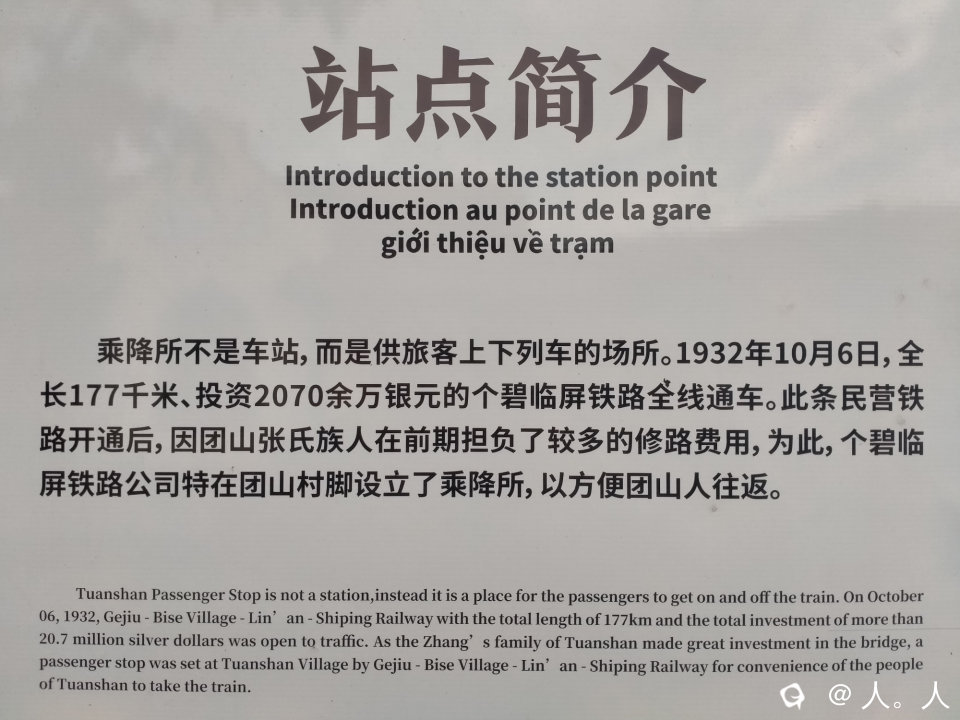 站点简介
Introduction to the station point
Introduction au point de la gare
giới thiệu về trạm
乘降所不是车站，而是供旅客上下列车的场所。1932年10月6日，全
长177千米、投资2070余万银元的个碧临屏铁路全线通车。此条民营铁
路开通后，因团山张氏族人在前期担负了较多的修路费用，为此，个碧临
屏铁路公司特在团山村脚设立了乘降所，以方便团山人往返。
Tuanshan Passenger Stop is not a station,instead it is a place for the passengers to get on and off the train. On October
06, 1932, Gejiu - Bise Village - Lin’an - Shiping Railway with the total length of 177km and the total investment of more than
20.7 million silver dollars was open to traffic. As the Zhang’s family of Tuanshan made great investment in the bridge, a
passenger stop was set at Tuanshan Village by Gejiu - Bise Village - Lin’an - Shiping Railway for convenience of the people
of Tuanshan to take the train.
@人。人